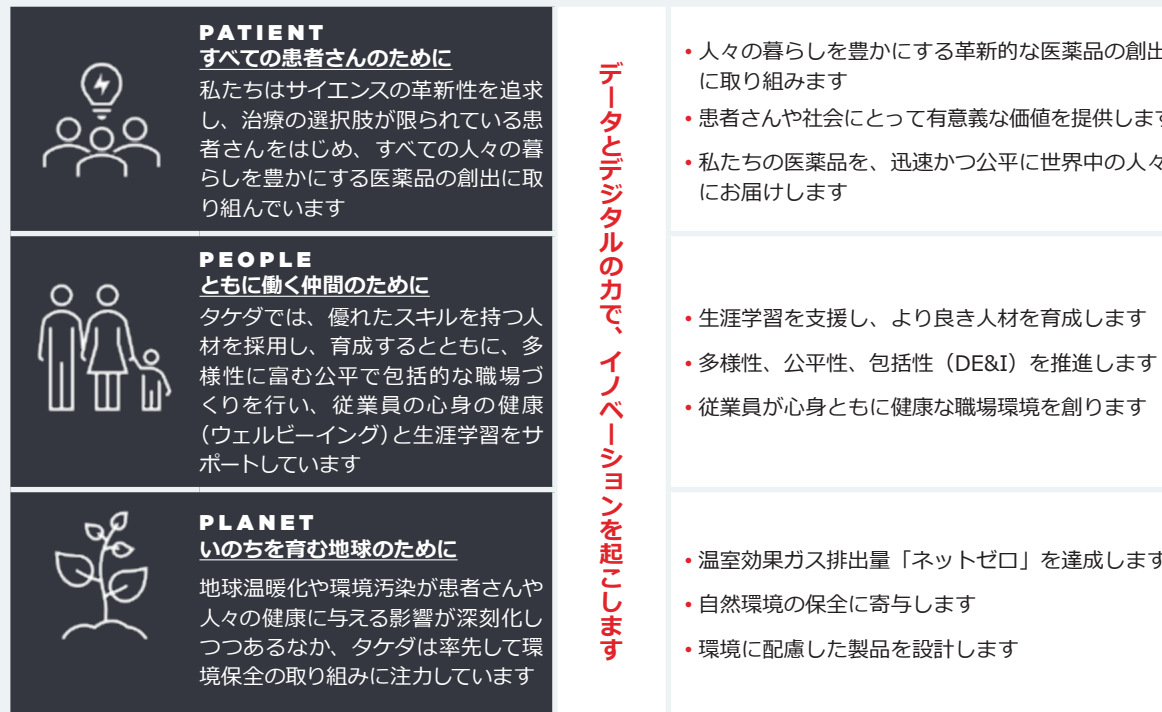 PATIENT
すべての患者さんのために
私たちはサイエンスの革新性を追求
し、治療の選択肢が限られている患
者さんをはじめ、すべての人々の暮
らしを豊かにする医薬品の創出に取
り組んでいます
PEOPLE
ともに働く仲間のために
タケダでは、優れたスキルを持つ人
材を採用し、育成するとともに、多
様性に富む公平で包括的な職場づ
くりを行い、従業員の心身の健康
（ウェルビーイング）と生涯学習をサ
ポートしています
PLANET
いのちを育む地球のために
地球温暖化や環境汚染が患者さんや
人々の健康に与える影響が深刻化し
つつあるなか、タケダは率先して環
境保全の取り組みに注力しています
データとデジタルの力で、イノベーションを起こします
• 人々の暮らしを豊かにする革新的な医薬品の創出
に取り組みます
• 患者さんや社会にとって有意義な価値を提供します
• 私たちの医薬品を、迅速かつ公平に世界中の人々
にお届けします
• 生涯学習を支援し、より良き人材を育成します
• 多様性、公平性、包括性（DE&I）を推進します
• 従業員が心身ともに健康な職場環境を創ります
• 温室効果ガス排出量「ネットゼロ」を達成します
• 自然環境の保全に寄与します
• 環境に配慮した製品を設計します